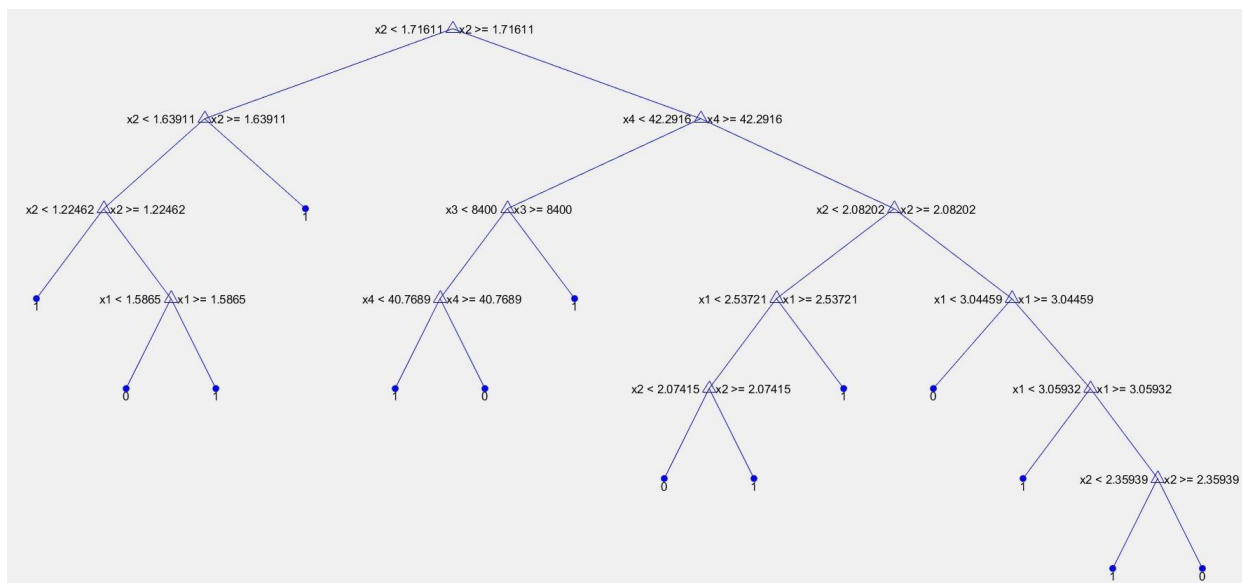 x2 < 1.71611 x2 >= 1.71611
x2 < 1.63911 x2 >= 1.63911
x4 < 42.2916 x4 >= 42.2916
x2 < 1.22462 x2 >= 1.22462
1
x3 < 8400 x3 >= 8400
x2 < 2.08202 x2 >= 2.08202
1
x1 < 1.5865 x1 >= 1.5865
x4 < 40.7689 x4 >= 40.7689
1
x1 < 2.53721 x1 >= 2.53721
x1 < 3.04459 x1 >= 3.04459
0
1
1
0
x2 < 2.07415 x2 >= 2.07415
1
0
x1 < 3.05932 x1 >= 3.05932
0
1
1
x2 < 2.35939 x2 >= 2.35939
1
0